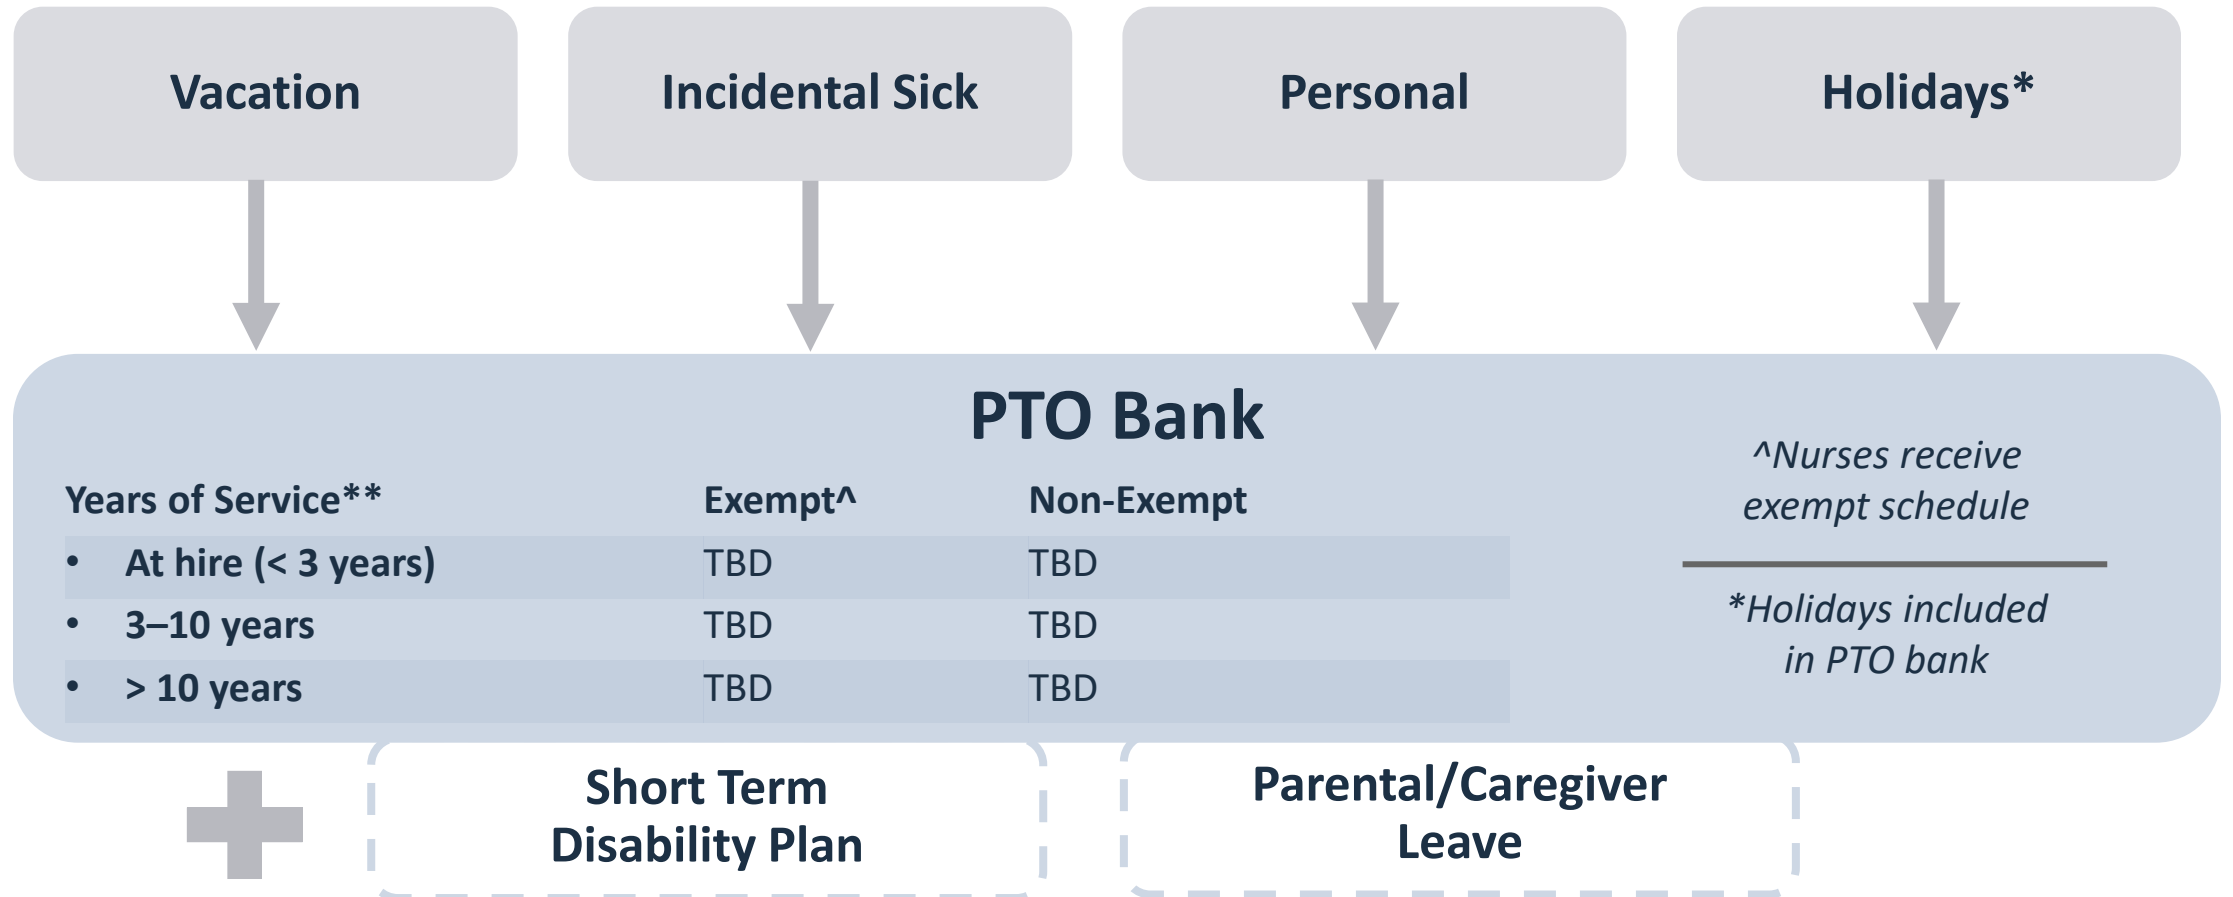 Vacation
Incidental Sick
Personal
Holidays*
PTO Bank
Years of Service** Exempt^ Non-Exempt
• At hire (< 3 years) TBD TBD
• 3–10 years TBD TBD
• > 10 years TBD TBD
^Nurses receive
exempt schedule
*Holidays included
in PTO bank
Short Term
Disability Plan
Parental/Caregiver
Leave